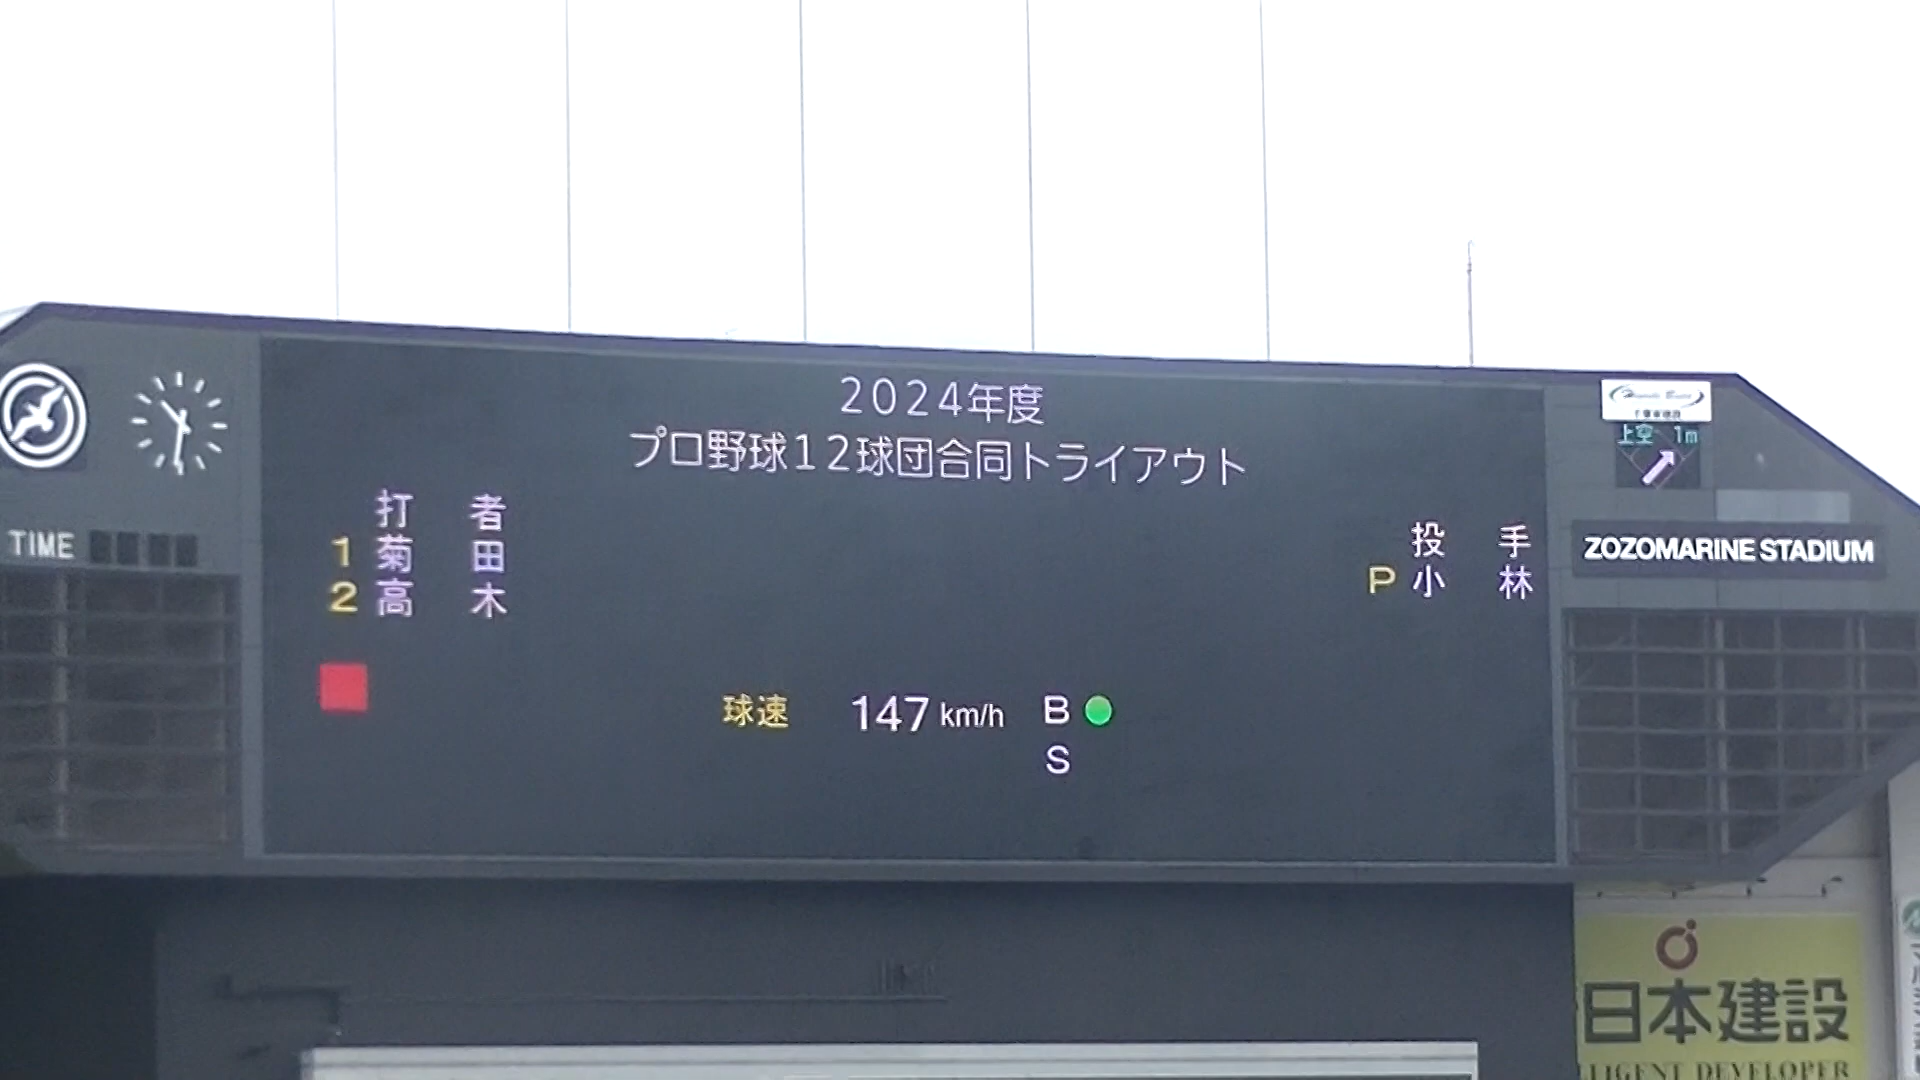 2024年度
プロ野球12球団合同トライアウト
打 者
1 菊 田
2 高 木
投 手
P 小 林
球速 147 km/h B
S
TIME
上空 1m
ZOZOMARINE STADIUM
日本建設
LIGENT DEVELOPER